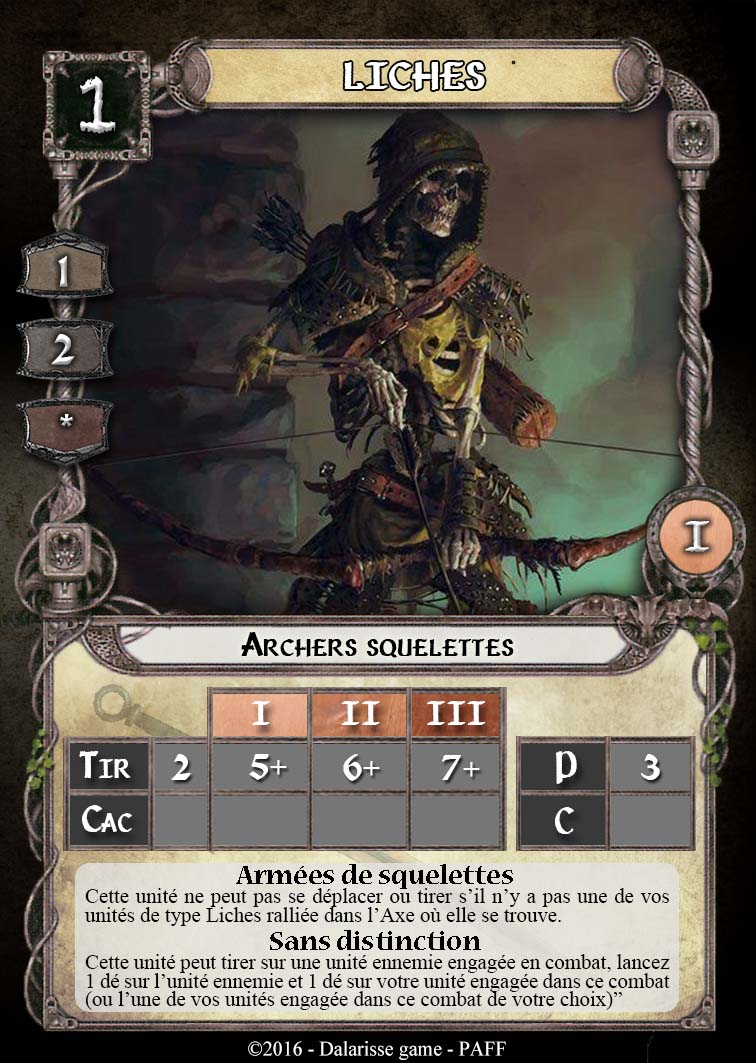 1
LICHES
1
2
*
I
ARCHERS SQUELETTES
I II III
TIR 2 5+ 6+ 7+ P 3
CAC C
Armées de squelettes
Cette unité ne peut pas se déplacer ou tirer s'il n'y a pas une de vos
unités de type Liches ralliée dans l'Axe où elle se trouve.
Sans distinction
Cette unité peut tirer sur une unité ennemie engagée en combat, lancez
1 dé sur l'unité ennemie et 1 dé sur votre unité engagée dans ce combat
(ou l'une de vos unités engagée dans ce combat de votre choix)”
©2016 - Dalarisse game - PAFF